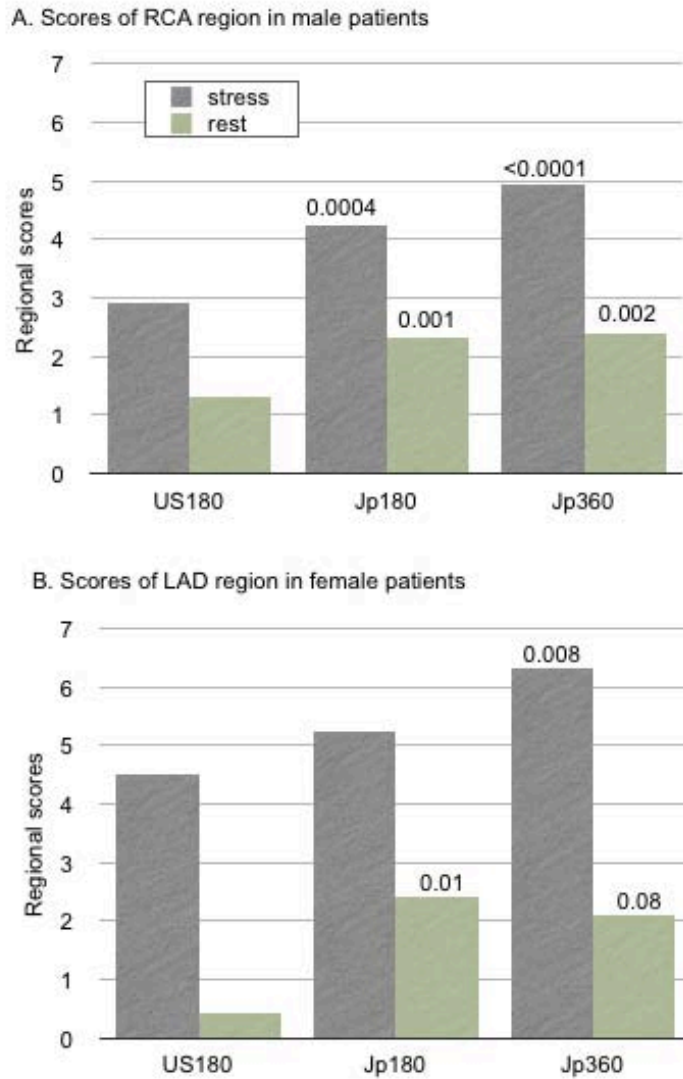 A. Scores of RCA region in male patients
7
stress
6
rest
<0.0001
5
0.0004
4
Regional scores
3
0.001
0.002
2
1
0
US180 Jp180 Jp360
B. Scores of LAD region in female patients
7
0.008
6
5
4
Regional scores
3
0.01
0.08
2
1
0
US180 Jp180 Jp360